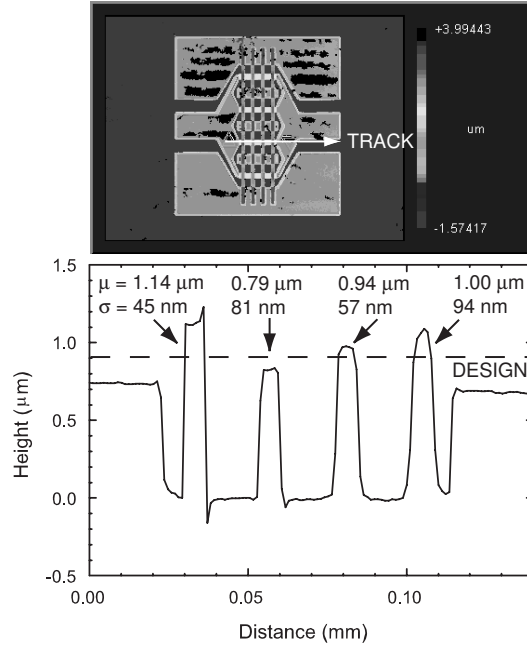 +3.99443
um
TRACK
-1.57417
1.5
μ = 1.14 μm 0.79 μm 0.94 μm 1.00 μm
σ = 45 nm 81 nm 57 nm 94 nm
1.0
DESIGN
0.5
0.0
-0.5
Height (μm)
0.00 0.05 0.10
Distance (mm)